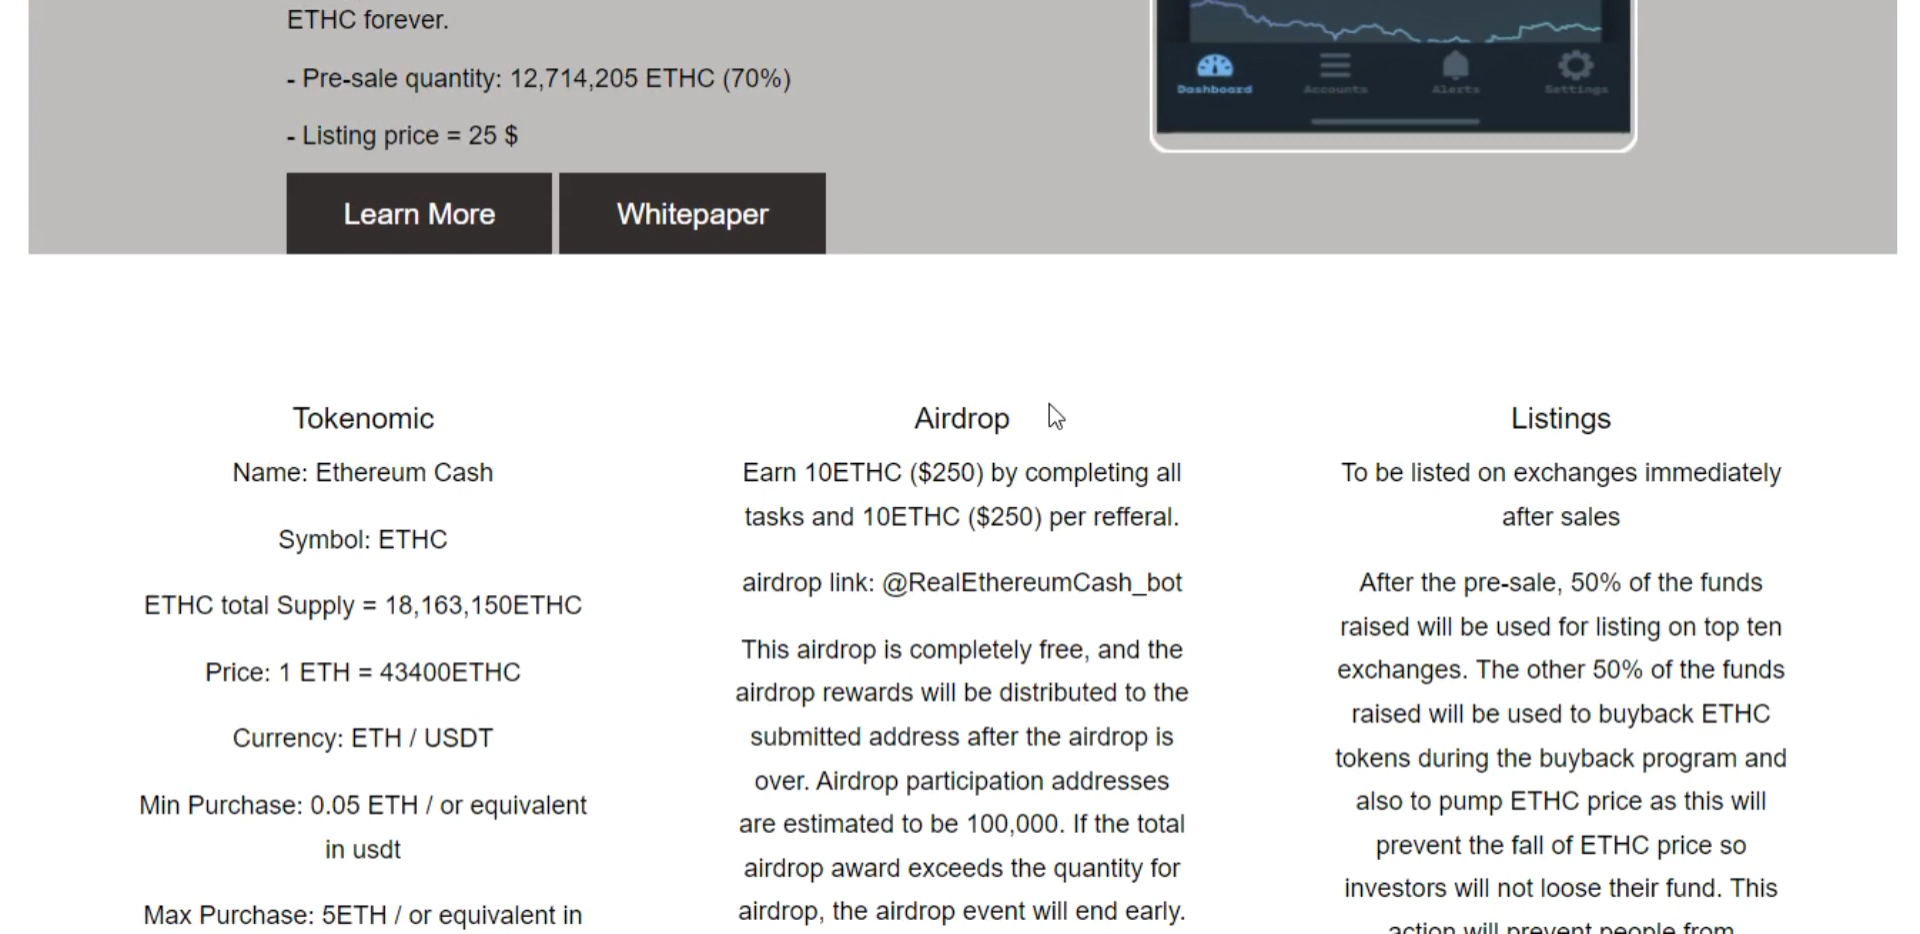 ETHC forever.
- Pre-sale quantity: 12,714,205 ETHC (70%)
- Listing price = 25 $
Learn More
Whitepaper
Dashboard
Accounts
Alerts
Settings
Tokenomic
Name: Ethereum Cash
Symbol: ETHC
ETHC total Supply = 18,163,150ETHC
Price: 1 ETH = 43400ETHC
Currency: ETH / USDT
Min Purchase: 0.05 ETH / or equivalent
in usdt
Max Purchase: 5ETH / or equivalent in
Airdrop
Earn 10ETHC ($250) by completing all
tasks and 10ETHC ($250) per refferal.
airdrop link: @RealEthereumCash_bot
This airdrop is completely free, and the
airdrop rewards will be distributed to the
submitted address after the airdrop is
over. Airdrop participation addresses
are estimated to be 100,000. If the total
airdrop award exceeds the quantity for
airdrop, the airdrop event will end early.
Listings
To be listed on exchanges immediately
after sales
After the pre-sale, 50% of the funds
raised will be used for listing on top ten
exchanges. The other 50% of the funds
raised will be used to buyback ETHC
tokens during the buyback program and
also to pump ETHC price as this will
prevent the fall of ETHC price so
investors will not loose their fund. This
action will prevent people from